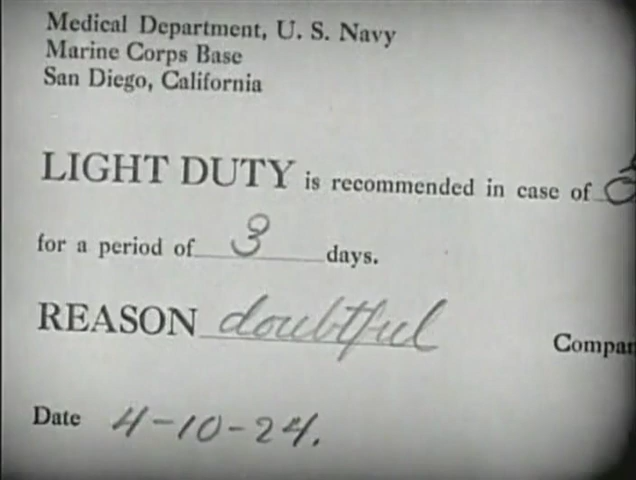 Medical Department, U. S. Navy
Marine Corps Base
San Diego, California
LIGHT DUTY is recommended in case of
for a period of 3 days.
REASON doubtful
Compan
Date 4-10-24.